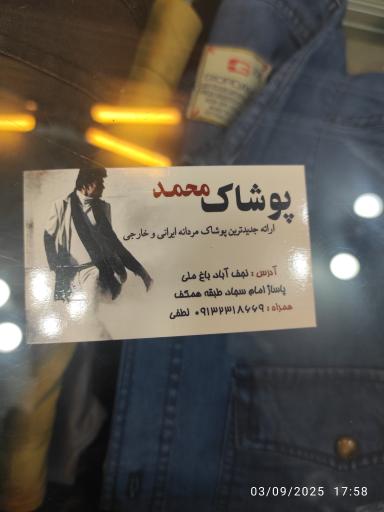 پوشاک محمد
ارائه جدیدترین پوشاک مردانه ایرانی و خارجی
آدرس : نجف آباد، باغ ملی
پاساژ امام سجاد، طبقه همکف
همراه : ۰۹۱۳۲۳۱۸۶۶۹ لطفی
03/09/2025 17:58